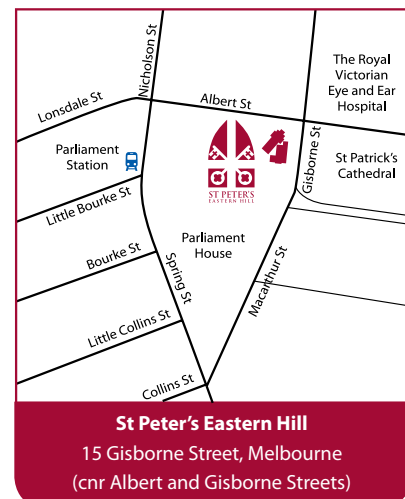 Nicholson St
Lonsdale St
Albert St
The Royal
Victorian
Eye and Ear
Hospital
Parliament
Station
Gisborne St
St Patrick's
Cathedral
Little Bourke St
ST PETER'S
EASTERN HILL
Parliament
House
Bourke St
Spring St
Macarthur St
Little Collins St
Collins St
St Peter's Eastern Hill
15 Gisborne Street, Melbourne
(cnr Albert and Gisborne Streets)